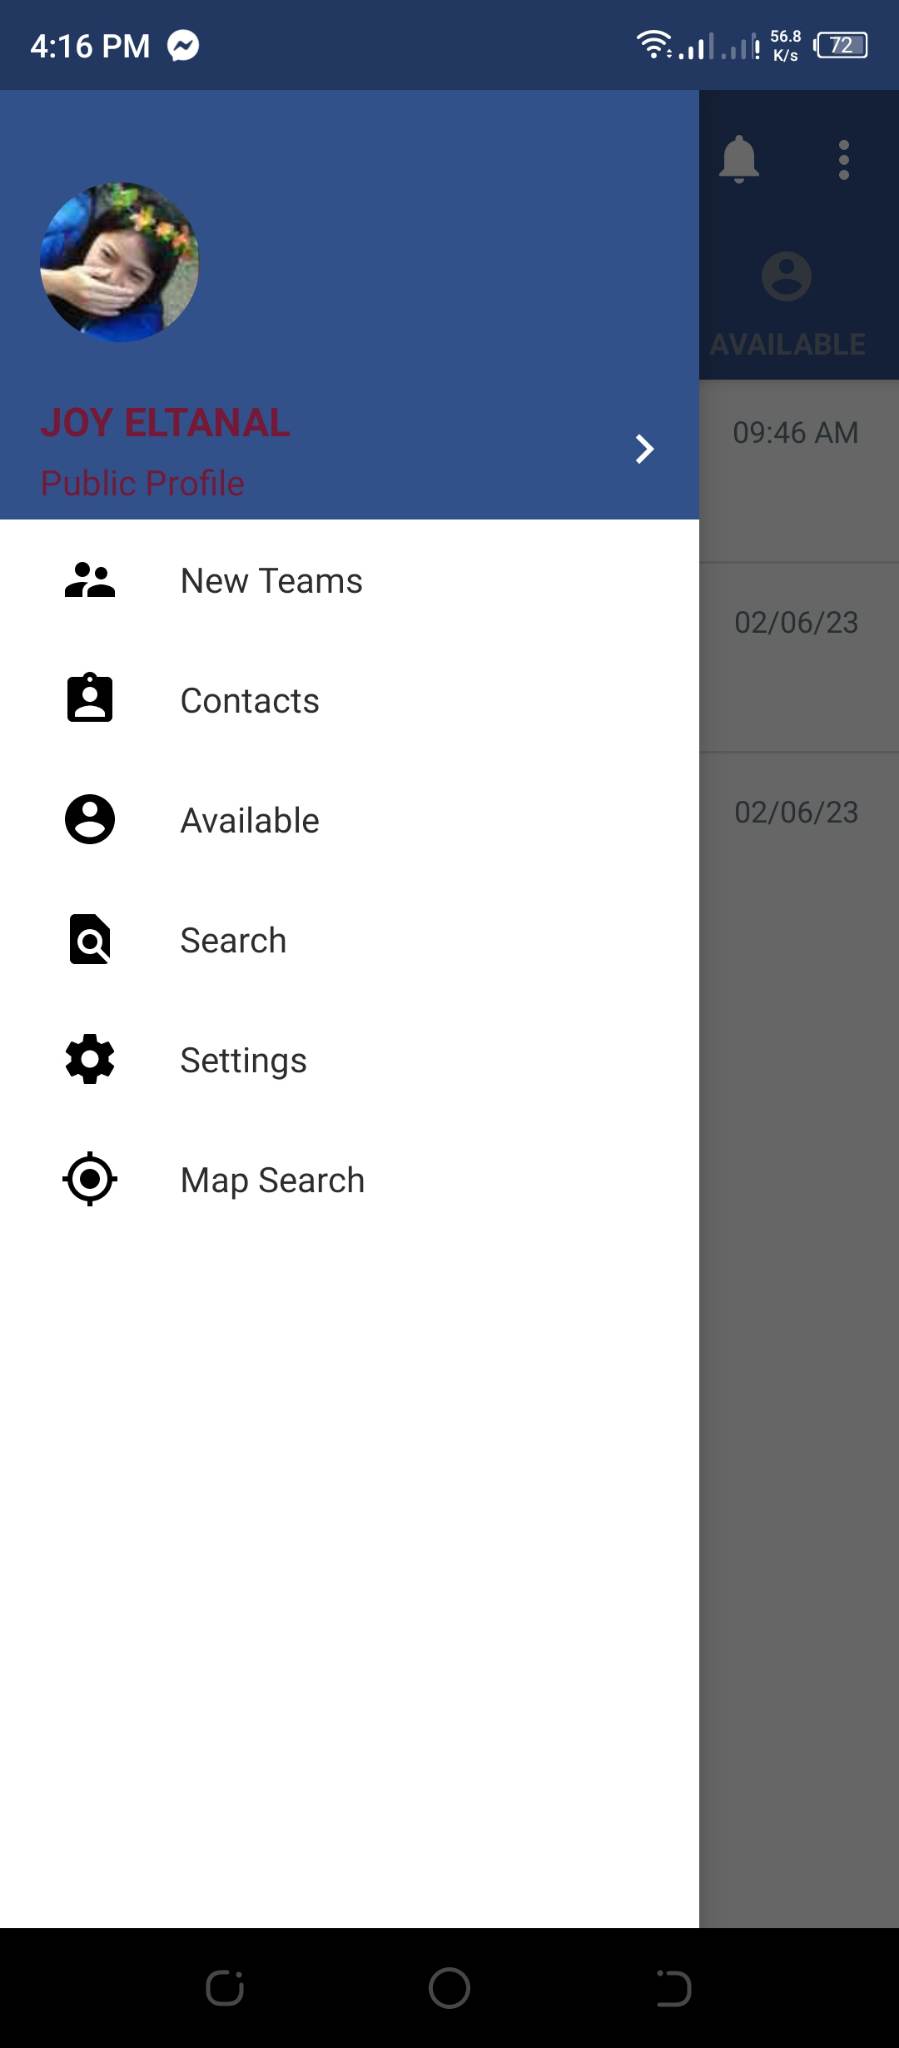 4:16 PM
56.8
K/s
72
AVAILABLE
JOY ELTANAL
Public Profile
09:46 AM
New Teams
02/06/23
Contacts
Available
02/06/23
Search
Settings
Map Search